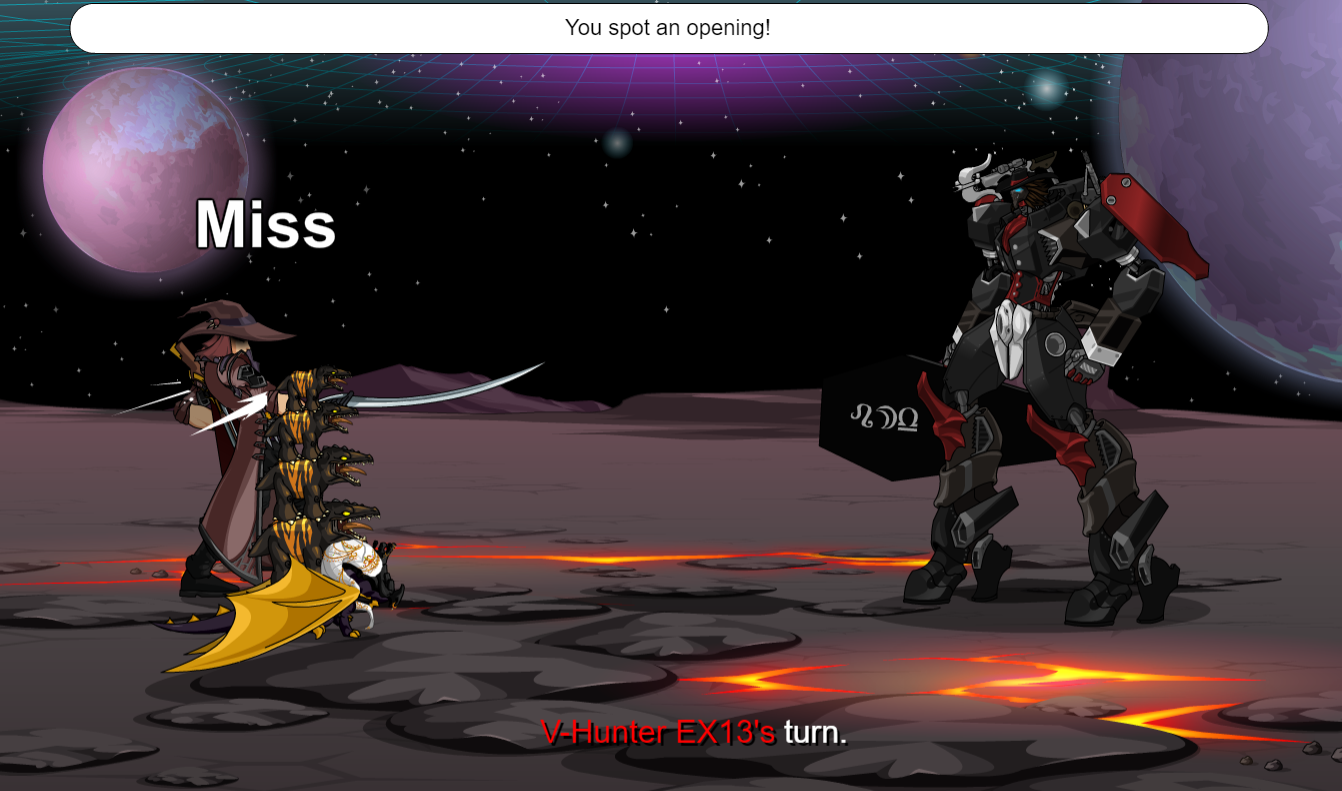 You spot an opening!
Miss
♌☽♎
V-Hunter EX13's turn.